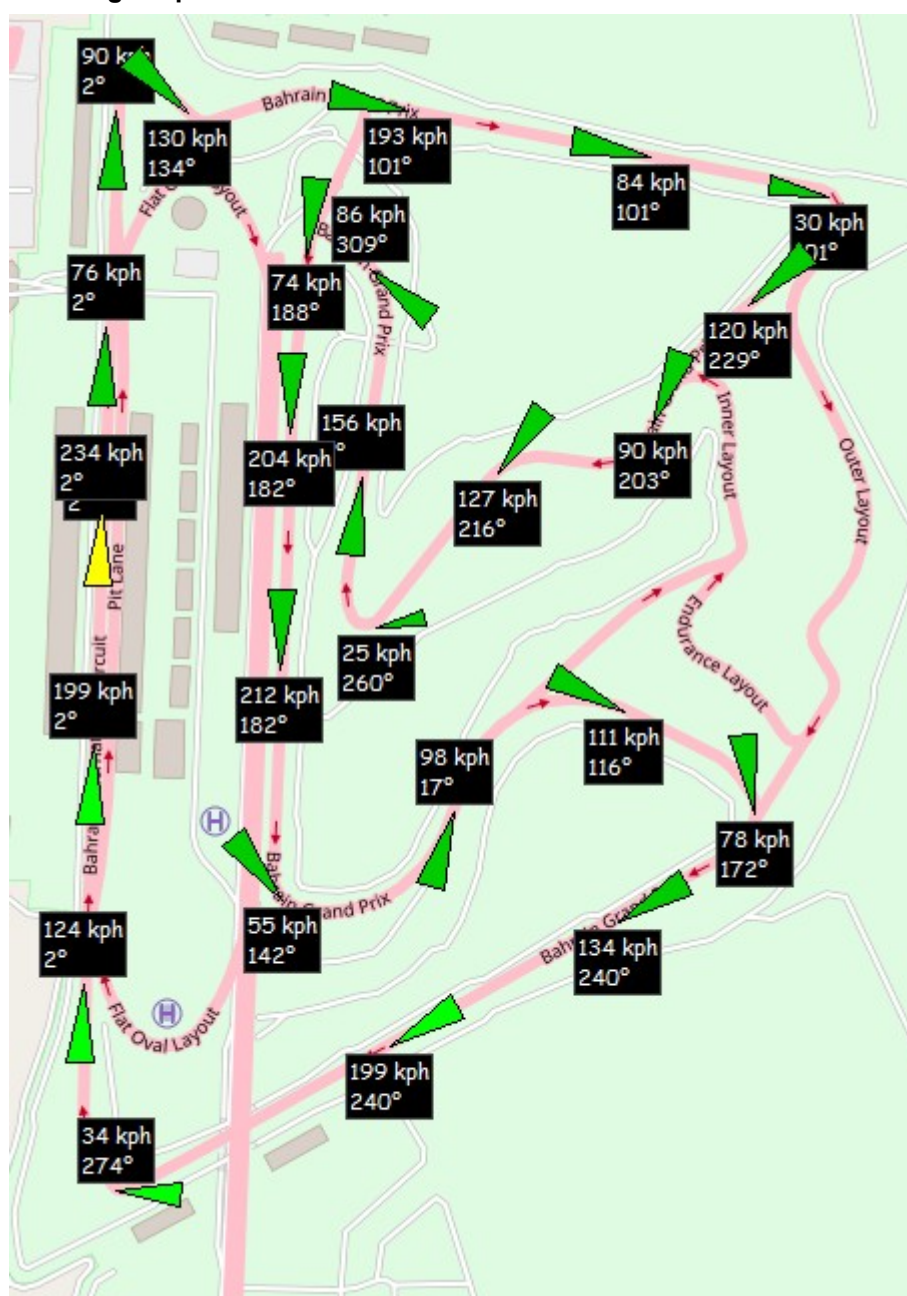 90 kph
2°
130 kph
134°
Bahrain
Prix
193 kph
101°
84 kph
101°
30 kph
01°
86 kph
309°
74 kph
188°
Grand Prix
76 kph
2°
120 kph
229°
Flat
Layout
Inner Layout
Outer Layout
156 kph
°
204 kph
182°
234 kph
2°
2
90 kph
203°
127 kph
216°
Pit Lane
25 kph
260°
Endurance Layout
199 kph
2°
212 kph
182°
111 kph
116°
98 kph
17°
78 kph
172°
H
Bahrain Grand Prix
55 kph
142°
124 kph
2°
134 kph
240°
H
Flat Oval Layout
199 kph
240°
34 kph
274°